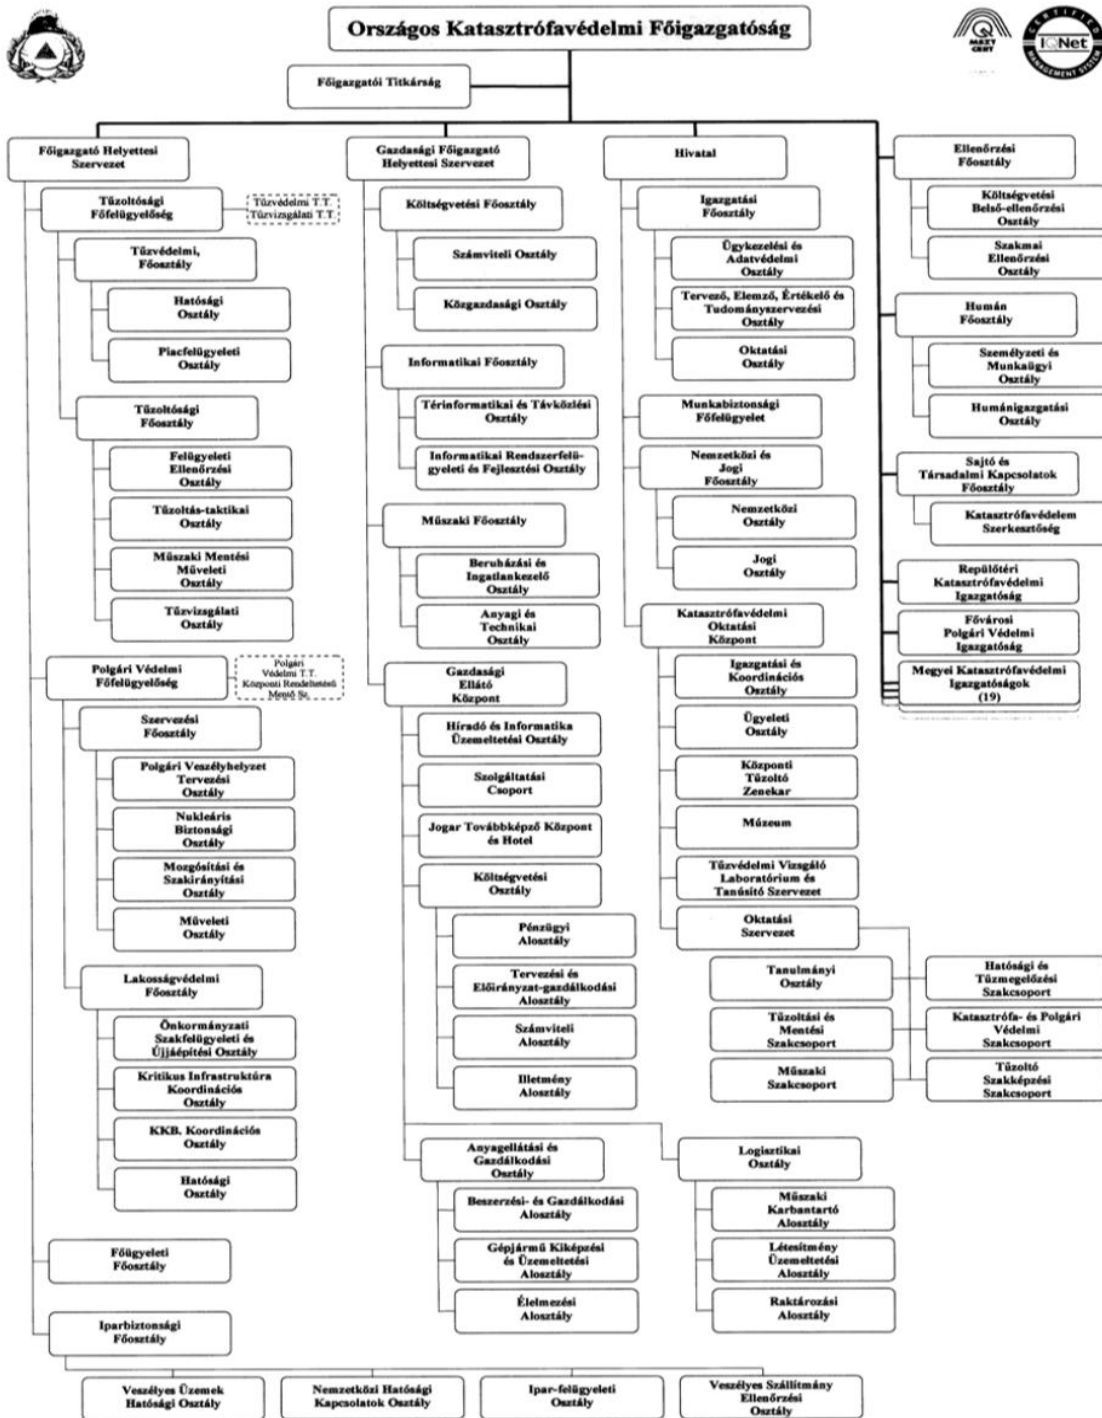 Országos Katasztrófavédelmi Főigazgatóság
MSZT
CERT
CERTIFIED
IQNet
MANAGEMENT SYSTEM
Főigazgatói Titkárság
Főigazgató Helyettesi
Szervezet
Tűzoltósági
Főfelügyelőség
Tűzvédelmi T.T.
Tűzvizsgálati T.T.
Tűzvédelmi,
Főosztály
Hatósági
Osztály
Piacfelügyeleti
Osztály
Tűzoltósági
Főosztály
Felügyeleti
Ellenőrzési
Osztály
Tűzoltás-taktikai
Osztály
Műszaki Mentési
Műveleti
Osztály
Tűzvizsgálati
Osztály
Polgári Védelmi
Főfelügyelőség
Polgári
Védelmi T.T.
Központi Rendeltetésű
Mentő Sz.
Szervezési
Főosztály
Polgári Veszélyhelyzet
Tervezési
Osztály
Nukleáris
Biztonsági
Osztály
Mozgósítási és
Szakirányítási
Osztály
Műveleti
Osztály
Lakosságvédelmi
Főosztály
Önkormányzati
Szakfelügyeleti és
Újjáépítési Osztály
Kritikus Infrastruktúra
Koordinációs
Osztály
KKB. Koordinációs
Osztály
Hatósági
Osztály
Főügyeleti
Főosztály
Iparbiztonsági
Főosztály
Veszélyes Üzemek
Hatósági Osztály
Nemzetközi Hatósági
Kapcsolatok Osztály
Ipar-felügyeleti
Osztály
Veszélyes Szállítmány
Ellenőrzési
Osztály
Gazdasági Főigazgató
Helyettesi Szervezet
Költségvetési Főosztály
Számviteli Osztály
Közgazdasági Osztály
Informatikai Főosztály
Térinformatikai és Távközlési
Osztály
Informatikai Rendszerfelü-
gyeleti és Fejlesztési Osztály
Műszaki Főosztály
Beruházási és
Ingatlankezelő
Osztály
Anyagi és
Technikai
Osztály
Gazdasági
Ellátó
Központ
Híradó és Informatika
Üzemeltetési Osztály
Szolgáltatási
Csoport
Jogar Továbbképző Központ
és Hotel
Költségvetési
Osztály
Pénzügyi
Alosztály
Tervezési és
Előirányzat-gazdálkodási
Alosztály
Számviteli
Alosztály
Illetmény
Alosztály
Anyagellátási és
Gazdálkodási
Osztály
Beszerzési- és Gazdálkodási
Alosztály
Gépjármű Kiképzési
és Üzemeltetési
Alosztály
Élelmezési
Alosztály
Logisztikai
Osztály
Műszaki
Karbantartó
Alosztály
Létesítmény
Üzemeltetési
Alosztály
Raktározási
Alosztály
Hivatal
Igazgatási
Főosztály
Ügykezelési és
Adatvédelmi
Osztály
Tervező, Elemző, Értékelő és
Tudományszervezési
Osztály
Oktatási
Osztály
Munkabiztonsági
Főfelügyelet
Nemzetközi és
Jogi
Főosztály
Nemzetközi
Osztály
Jogi
Osztály
Katasztrófavédelmi
Oktatási
Központ
Igazgatási és
Koordinációs
Osztály
Ügyeleti
Osztály
Központi
Tűzoltó
Zenekar
Múzeum
Tűzvédelmi Vizsgáló
Laboratórium és
Tanúsító Szervezet
Oktatási
Szervezet
Tanulmányi
Osztály
Hatósági és
Tűzmegelőzési
Szakcsoport
Tűzoltási és
Mentési
Szakcsoport
Katasztrófa- és Polgári
Védelmi
Szakcsoport
Műszaki
Szakcsoport
Tűzoltó
Szakképzési
Szakcsoport
Ellenőrzési
Főosztály
Költségvetési
Belső-ellenőrzési
Osztály
Szakmai
Ellenőrzési
Osztály
Humán
Főosztály
Személyzeti és
Munkaügyi
Osztály
Humánigazgatási
Osztály
Sajtó és
Társadalmi Kapcsolatok
Főosztály
Katasztrófavédelem
Szerkesztőség
Repülőtéri
Katasztrófavédelmi
Igazgatóság
Fővárosi
Polgári Védelmi
Igazgatóság
Megyei Katasztrófavédelmi
Igazgatóságok
(19)